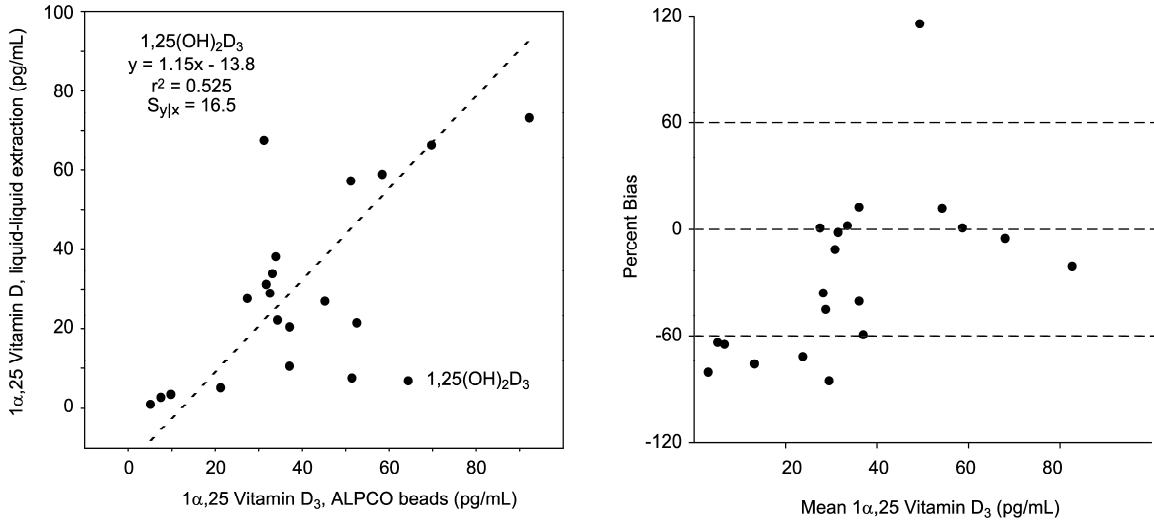 100
80
60
40
20
0
1α,25 Vitamin D, liquid-liquid extraction (pg/mL)
1,25(OH)₂D₃
y = 1.15x - 13.8
r² = 0.525
Sy|x = 16.5
1,25(OH)₂D₃
0 20 40 60 80
1α,25 Vitamin D₃, ALPCO beads (pg/mL)
120
60
0
-60
-120
Percent Bias
20 40 60 80
Mean 1α,25 Vitamin D₃ (pg/mL)